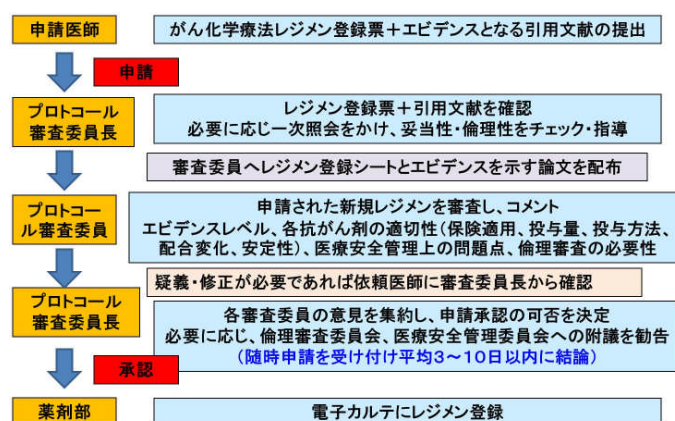 申請医師
がん化学療法レジメン登録票＋エビデンスとなる引用文献の提出
申請
プロトコール
審査委員長
レジメン登録票＋引用文献を確認
必要に応じ一次照会をかけ、妥当性・倫理性をチェック・指導
審査委員へレジメン登録シートとエビデンスを示す論文を配布
プロトコー
ル審査委員
申請された新規レジメンを審査し、コメント
エビデンスレベル、各抗がん剤の適切性（保険適用、投与量、投与方法、
配合変化、安定性）、医療安全管理上の問題点、倫理審査の必要性
疑義・修正が必要であれば依頼医師に審査委員長から確認
プロトコール
審査委員長
各審査委員の意見を集約し、申請承認の可否を決定
必要に応じ、倫理審査委員会、医療安全管理委員会への附議を勧告
（随時申請を受け付け平均3～10日以内に結論）
承認
薬剤部
電子カルテにレジメン登録